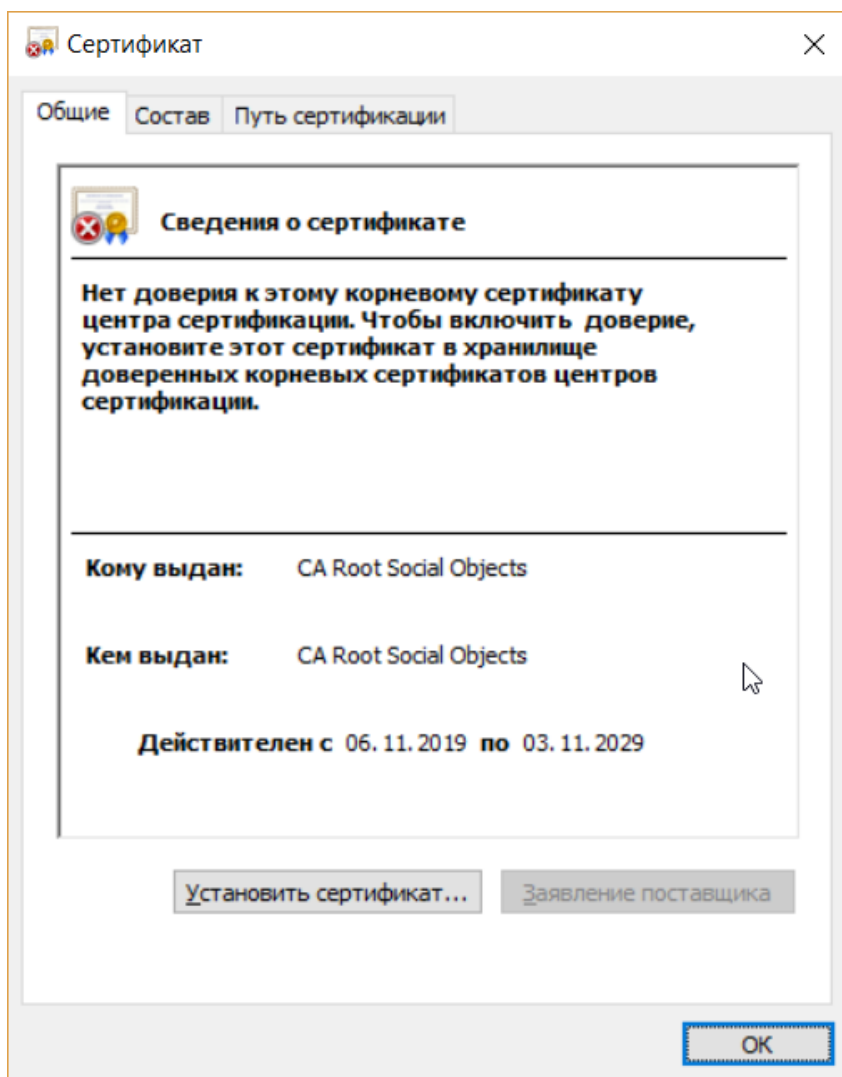 Сертификат
Общие Состав Путь сертификации
Сведения о сертификате
Нет доверия к этому корневому сертификату
центра сертификации. Чтобы включить доверие,
установите этот сертификат в хранилище
доверенных корневых сертификатов центров
сертификации.
Кому выдан: CA Root Social Objects
Кем выдан: CA Root Social Objects
Действителен с 06. 11. 2019 по 03. 11. 2029
Установить сертификат... Заявление поставщика
ОК